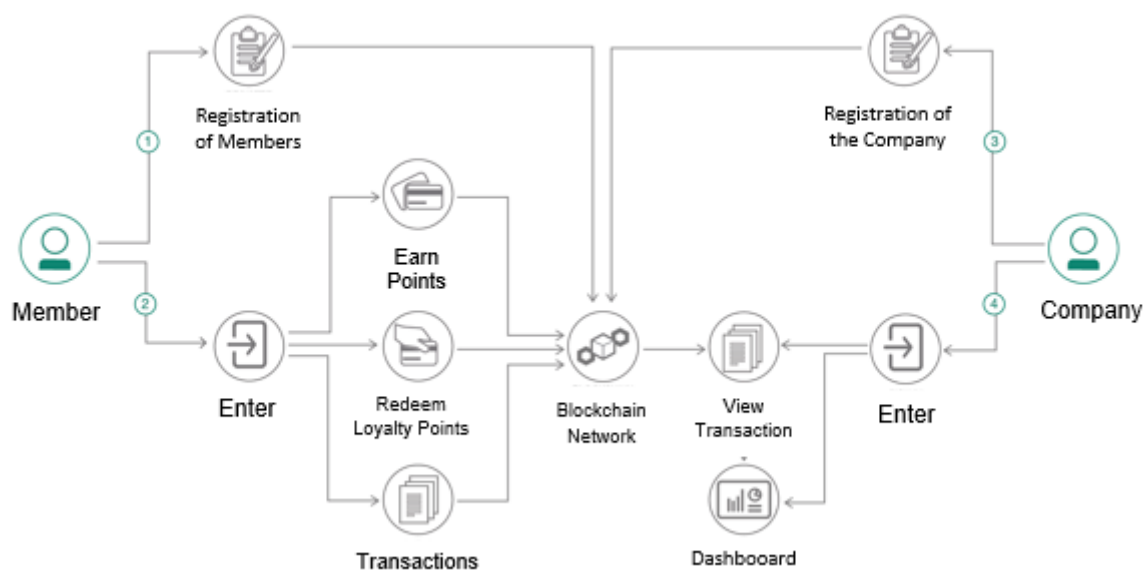 Registration
of Members
Registration of
the Company
1
3
Earn
Points
Member
2
4
Company
Enter
Redeem
Loyalty Points
Blockchain
Network
View
Transaction
Enter
Transactions
Dashbooard